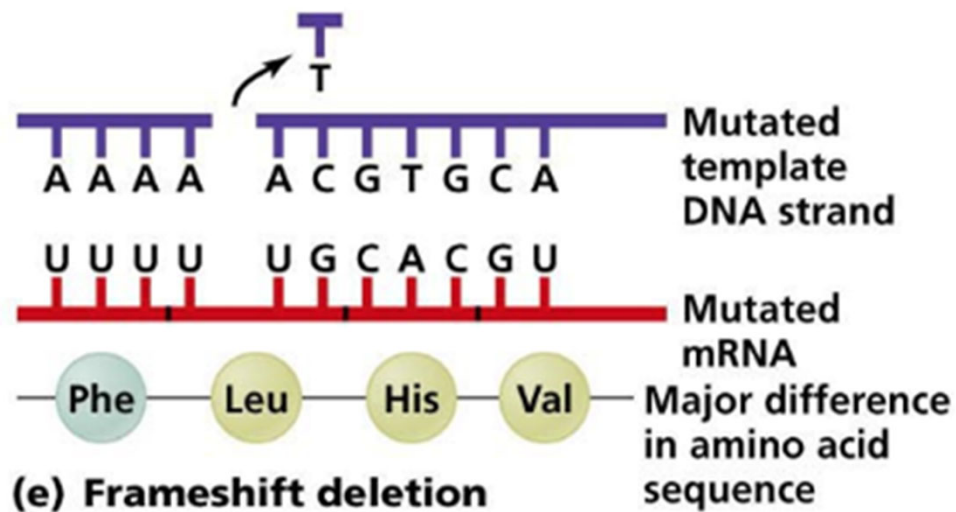 T
A A A A A C G T G C A
Mutated
template
DNA strand
U U U U U G C A C G U
Mutated
mRNA
Phe Leu His Val
Major difference
in amino acid
sequence
(e) Frameshift deletion